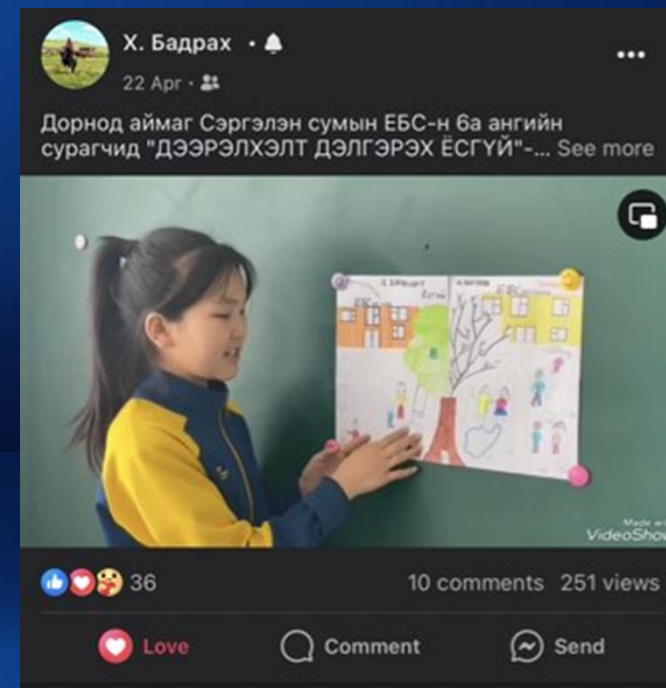 Х. Бадрах
22 Apr
Дорнод аймаг Сэргэлэн сумын ЕБС-н 6а ангийн
сурагчид "ДЭЭРЭЛХЭЛТ ДЭЛГЭРЭХ ЁСГҮЙ"-... See more
Made wi
VideoShow
36
10 comments 251 views
Love Comment Send